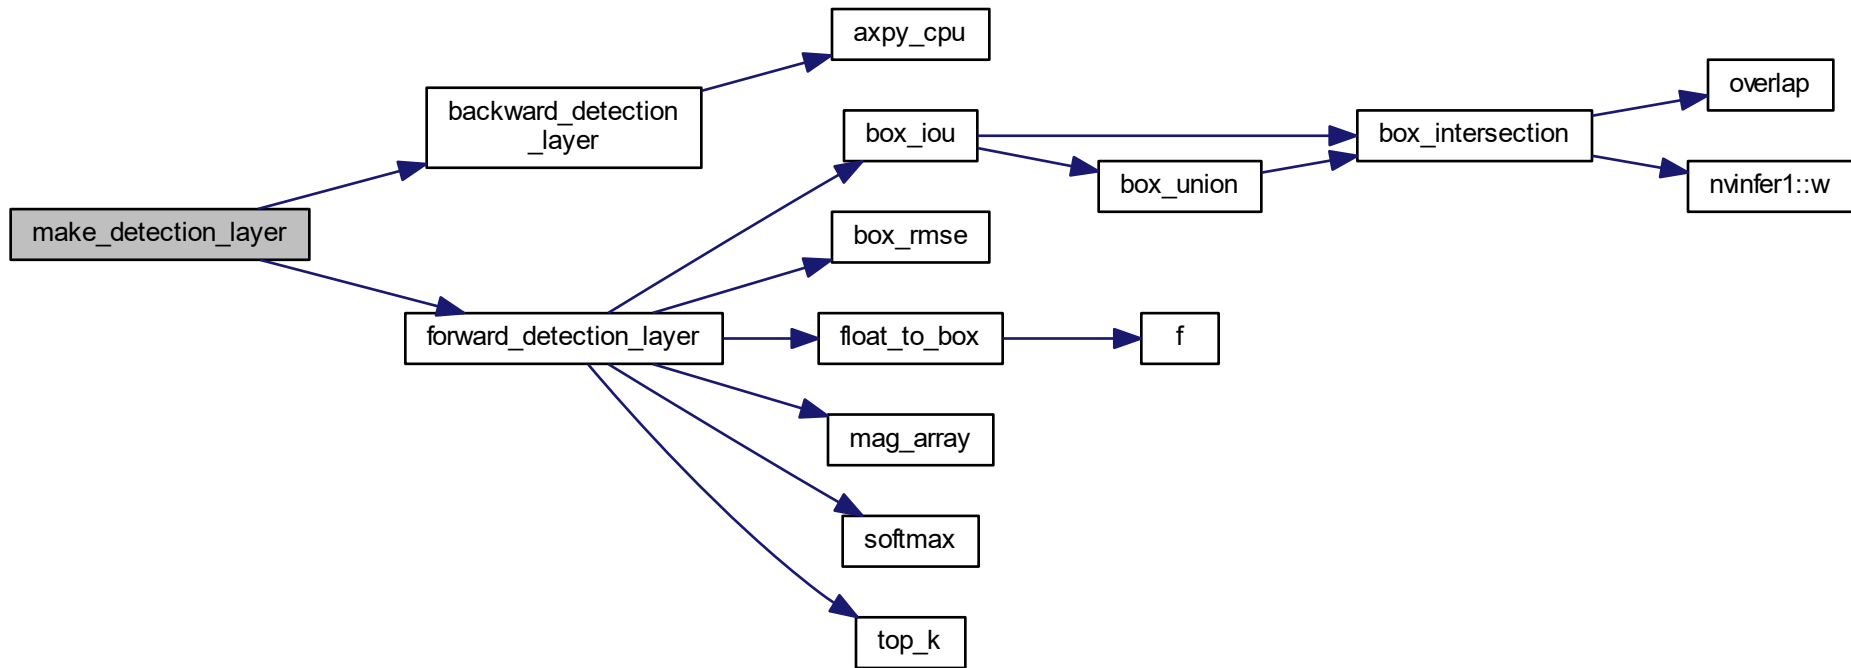 axpy_cpu
backward_detection
_layer
overlap
box_iou
box_intersection
box_union
nvinfer1::w
make_detection_layer
box_rmse
forward_detection_layer
float_to_box
f
mag_array
softmax
top_k